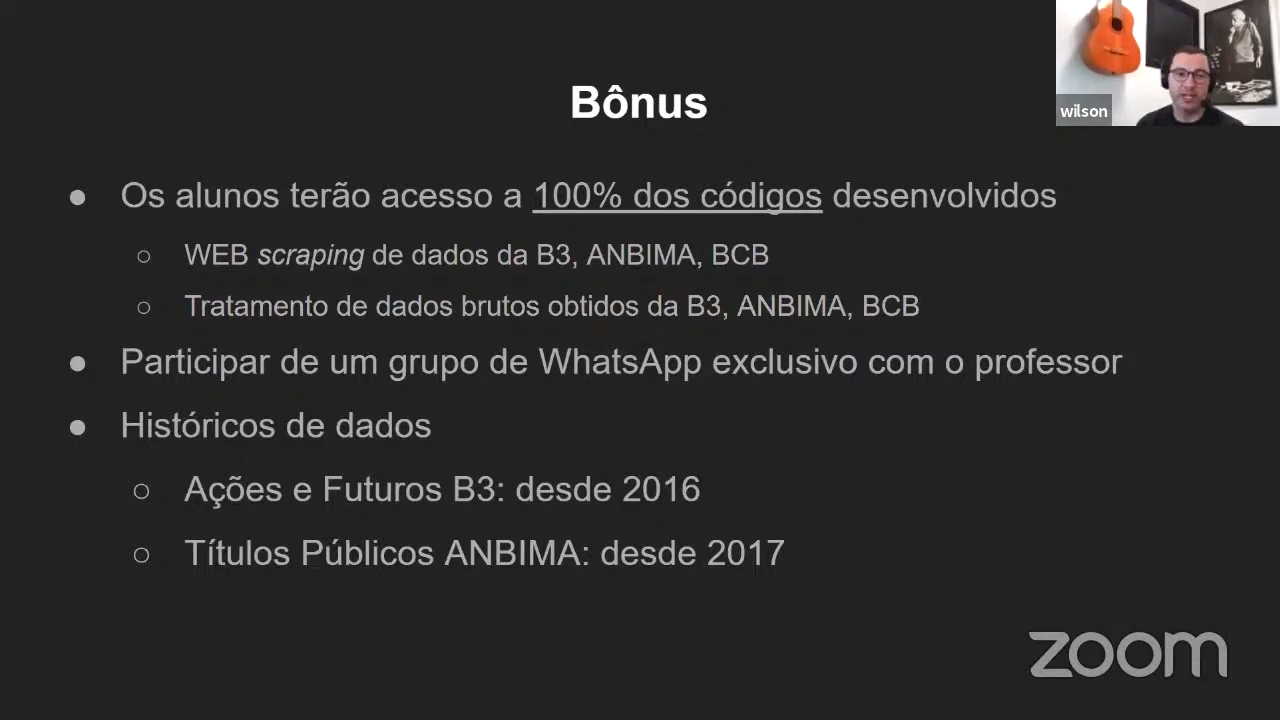 Bônus
wilson
● Os alunos terão acesso a 100% dos códigos desenvolvidos
○ WEB scraping de dados da B3, ANBIMA, BCB
○ Tratamento de dados brutos obtidos da B3, ANBIMA, BCB
● Participar de um grupo de WhatsApp exclusivo com o professor
● Históricos de dados
○ Ações e Futuros B3: desde 2016
○ Títulos Públicos ANBIMA: desde 2017
zoom